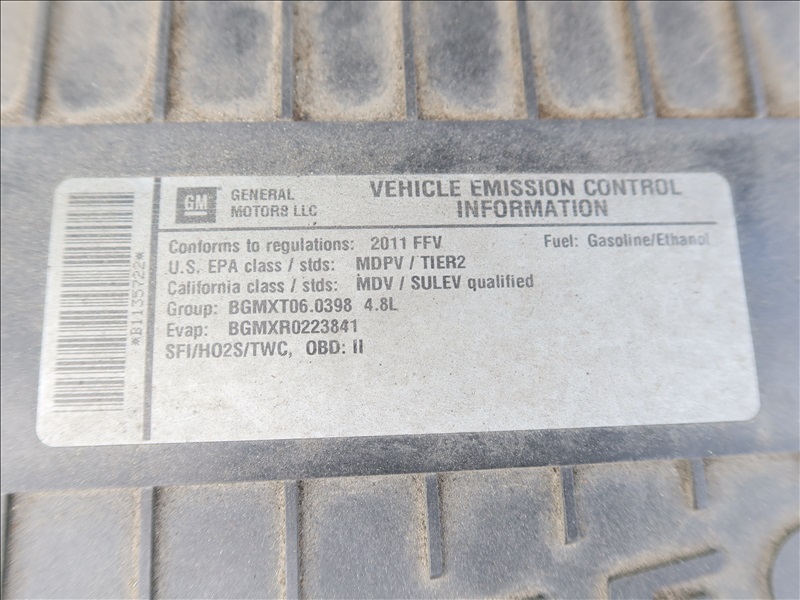 GM
GENERAL
MOTORS LLC
VEHICLE EMISSION CONTROL
INFORMATION
Conforms to regulations: 2011 FFV Fuel: Gasoline/Ethanol
U.S. EPA class / stds: MDPV / TIER2
California class / stds: MDV / SULEV qualified
Group: BGMXT06.0398 4.8L
Evap: BGMXR0223841
SFI/HO2S/TWC, OBD: II
*B1135722*